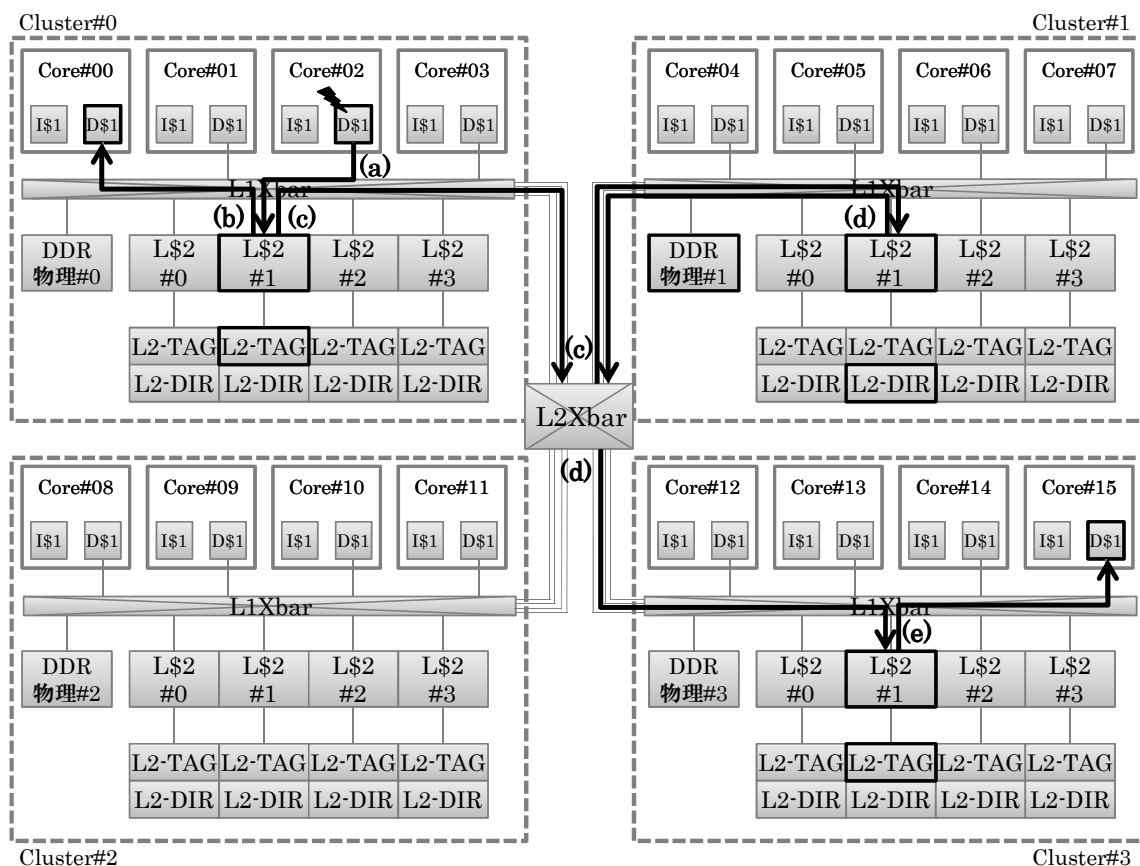 Cluster#0
Cluster#1
Core#00 Core#01 Core#02 Core#03
I$1 D$1 I$1 D$1 I$1 D$1 I$1 D$1
(a)
L1Xbar
(b) (c)
DDR
物理#0
L$2
#0
L$2
#1
L$2
#2
L$2
#3
L2-TAG L2-TAG L2-TAG L2-TAG
L2-DIR L2-DIR L2-DIR L2-DIR
Core#04 Core#05 Core#06 Core#07
I$1 D$1 I$1 D$1 I$1 D$1 I$1 D$1
L1Xbar
(d)
DDR
物理#1
L$2
#0
L$2
#1
L$2
#2
L$2
#3
L2-TAG L2-TAG L2-TAG L2-TAG
L2-DIR L2-DIR L2-DIR L2-DIR
(c)
L2Xbar
(d)
Core#08 Core#09 Core#10 Core#11
I$1 D$1 I$1 D$1 I$1 D$1 I$1 D$1
L1Xbar
DDR
物理#2
L$2
#0
L$2
#1
L$2
#2
L$2
#3
L2-TAG L2-TAG L2-TAG L2-TAG
L2-DIR L2-DIR L2-DIR L2-DIR
Core#12 Core#13 Core#14 Core#15
I$1 D$1 I$1 D$1 I$1 D$1 I$1 D$1
L1Xbar
(e)
DDR
物理#3
L$2
#0
L$2
#1
L$2
#2
L$2
#3
L2-TAG L2-TAG L2-TAG L2-TAG
L2-DIR L2-DIR L2-DIR L2-DIR
Cluster#2
Cluster#3